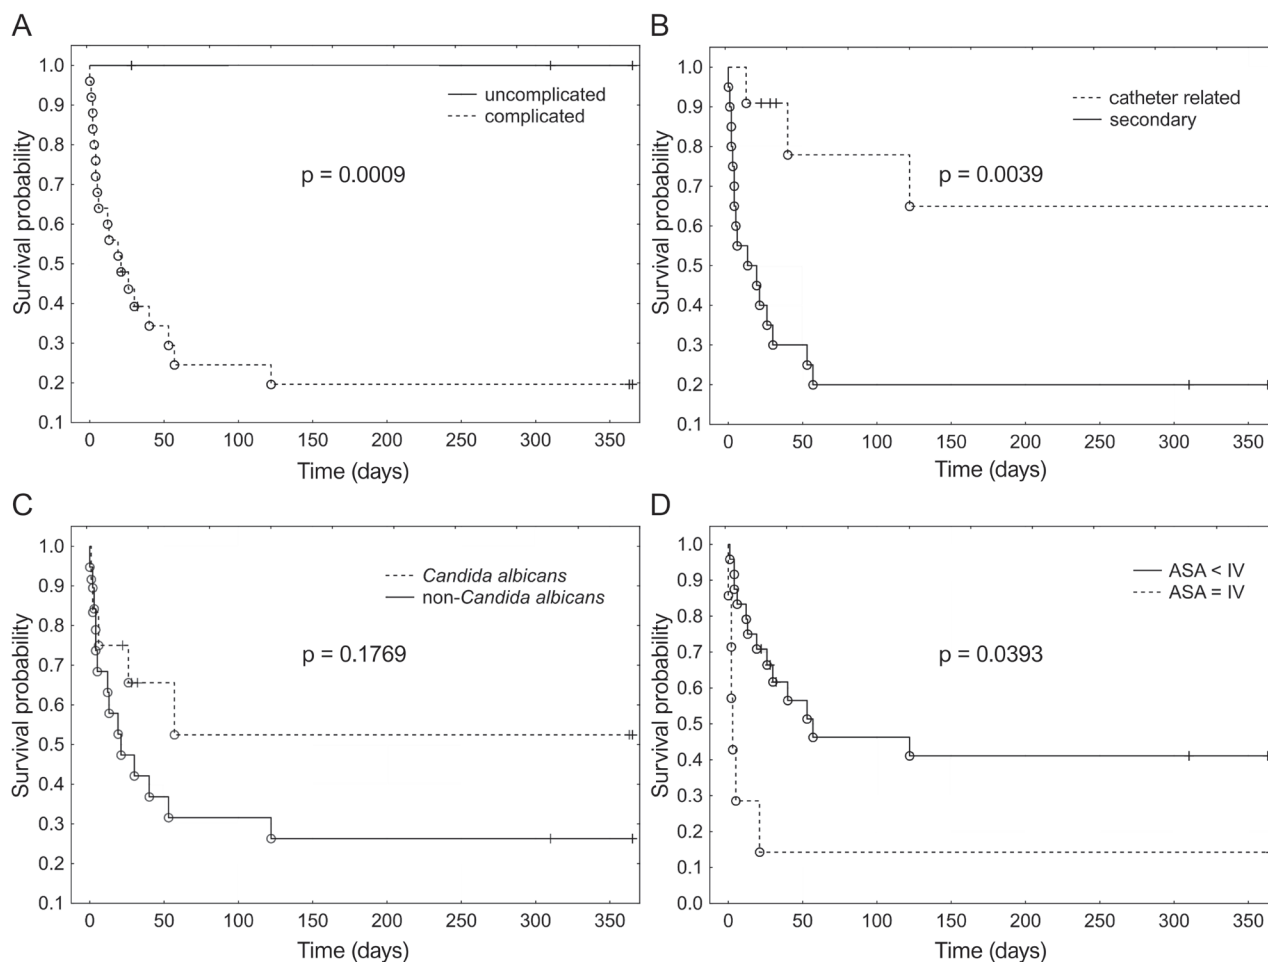 A
Survival probability
1.0
0.9
0.8
0.7
0.6
0.5
0.4
0.3
0.2
0.1
uncomplicated
complicated
p = 0.0009
0 50 100 150 200 250 300 350
Time (days)
B
Survival probability
1.0
0.9
0.8
0.7
0.6
0.5
0.4
0.3
0.2
0.1
catheter related
secondary
p = 0.0039
0 50 100 150 200 250 300 350
Time (days)
C
Survival probability
1.0
0.9
0.8
0.7
0.6
0.5
0.4
0.3
0.2
0.1
Candida albicans
non-Candida albicans
p = 0.1769
0 50 100 150 200 250 300 350
Time (days)
D
Survival probability
1.0
0.9
0.8
0.7
0.6
0.5
0.4
0.3
0.2
0.1
0.0
ASA < IV
ASA = IV
p = 0.0393
0 50 100 150 200 250 300 350
Time (days)